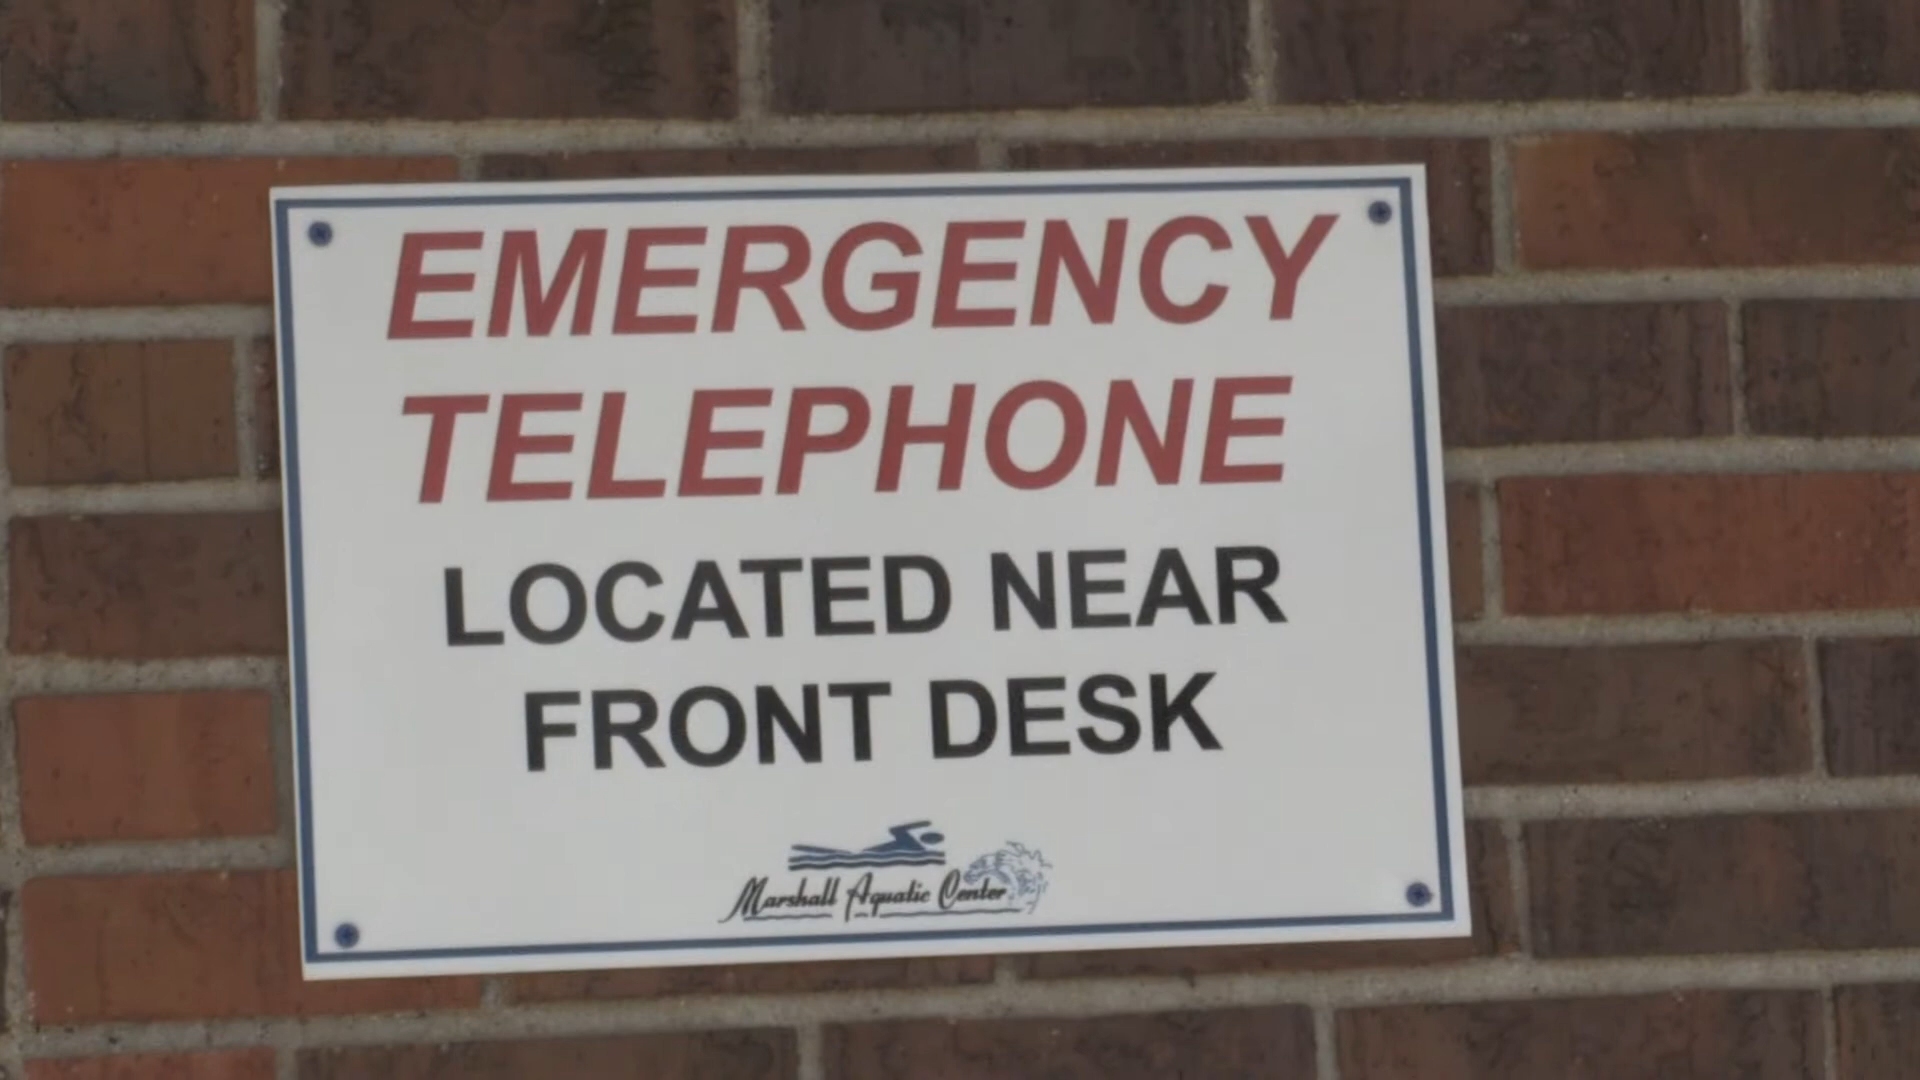 EMERGENCY
TELEPHONE
LOCATED NEAR
FRONT DESK
Marshall Aquatic Center